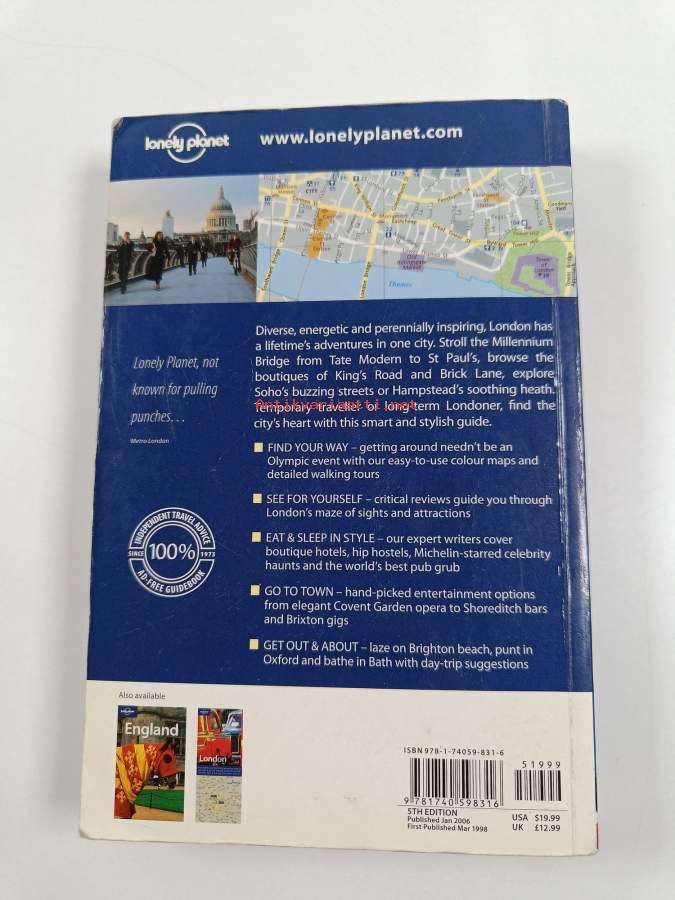 lonely planet
www.lonelyplanet.com
CITY
Monument
Thames
Tower Hill
Tower of London
Tower Bridge
Lonely Planet, not
known for pulling
punches...
Metro London
Diverse, energetic and perennially inspiring, London has
a lifetime's adventures in one city. Stroll the Millennium
Bridge from Tate Modern to St Paul's, browse the
boutiques of King's Road and Brick Lane, explore
Soho's buzzing streets or Hampstead's soothing heath.
Temporary traveller or long-term Londoner, find the
city's heart with this smart and stylish guide.
FIND YOUR WAY – getting around needn't be an
Olympic event with our easy-to-use colour maps and
detailed walking tours
SEE FOR YOURSELF – critical reviews guide you through
London's maze of sights and attractions
EAT & SLEEP IN STYLE – our expert writers cover
boutique hotels, hip hostels, Michelin-starred celebrity
haunts and the world's best pub grub
GO TO TOWN – hand-picked entertainment options
from elegant Covent Garden opera to Shoreditch bars
and Brixton gigs
GET OUT & ABOUT – laze on Brighton beach, punt in
Oxford and bathe in Bath with day-trip suggestions
INDEPENDENT TRAVEL ADVICE
SINCE 100% 1973
AD-FREE GUIDEBOOK
Also available
England
London
ISBN 978-1-74059-831-6
51999
9 781740 598316
5TH EDITION
Published Jan 2006
First Published Mar 1998
USA $19.99
UK £12.99